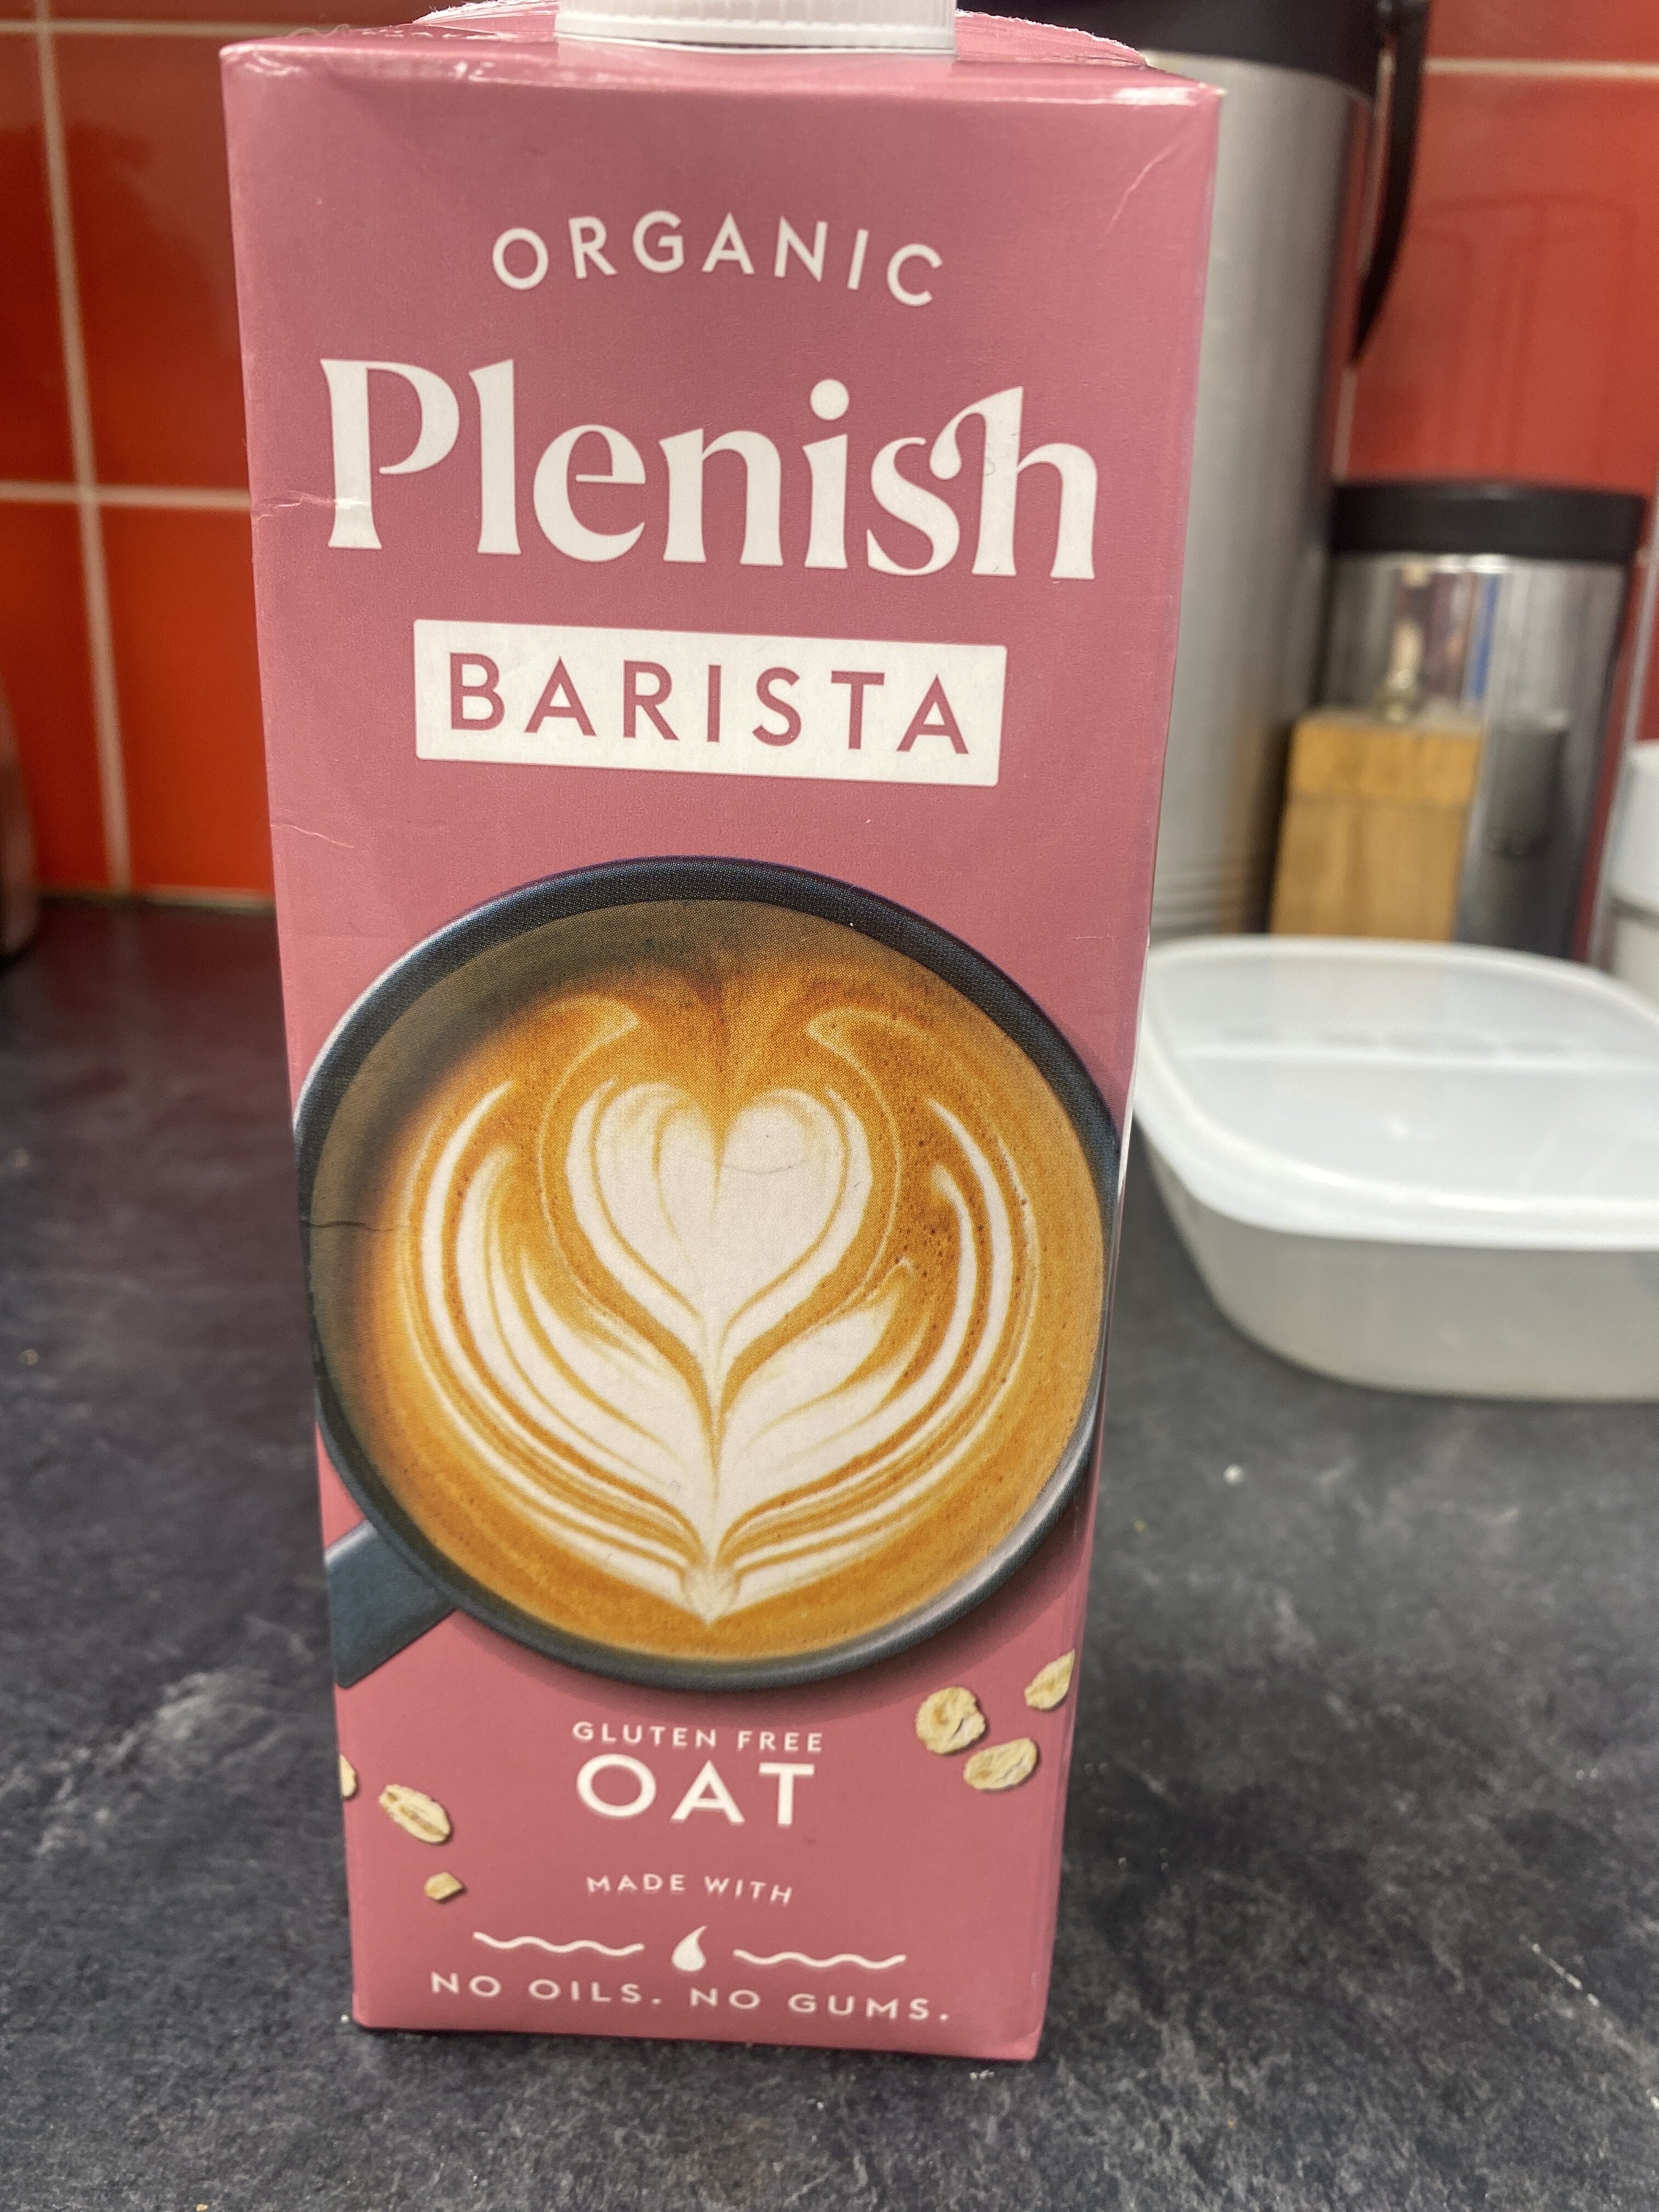 ORGANIC
Plenish
BARISTA
GLUTEN FREE
OAT
MADE WITH
NO OILS. NO GUMS.